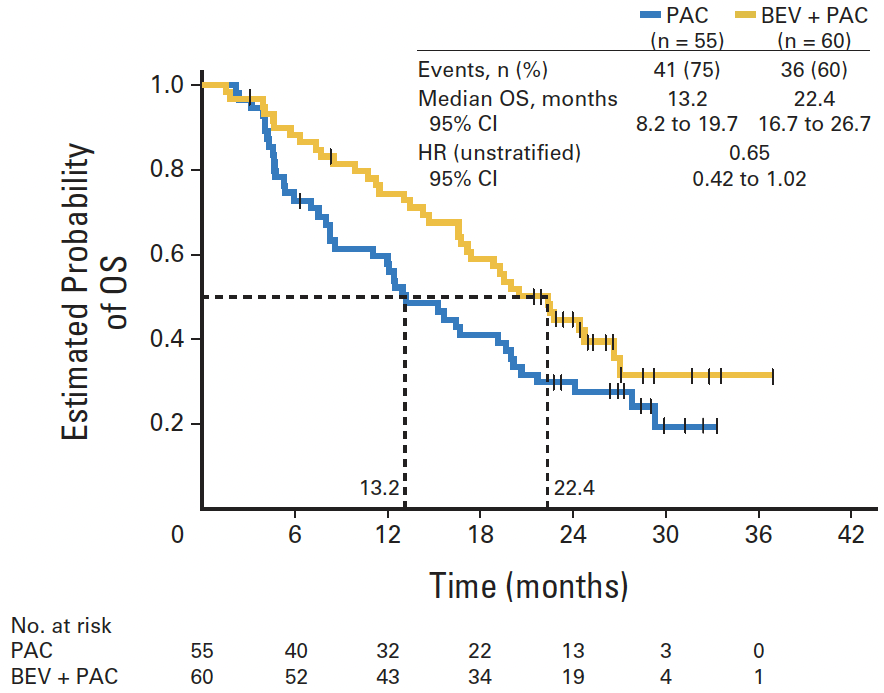 PAC BEV + PAC
(n = 55) (n = 60)
Events, n (%) 41 (75) 36 (60)
Median OS, months 13.2 22.4
95% CI 8.2 to 19.7 16.7 to 26.7
HR (unstratified) 0.65
95% CI 0.42 to 1.02
Estimated Probability
of OS
1.0
0.8
0.6
0.4
0.2
13.2 22.4
0 6 12 18 24 30 36 42
Time (months)
No. at risk
PAC 55 40 32 22 13 3 0
BEV + PAC 60 52 43 34 19 4 1